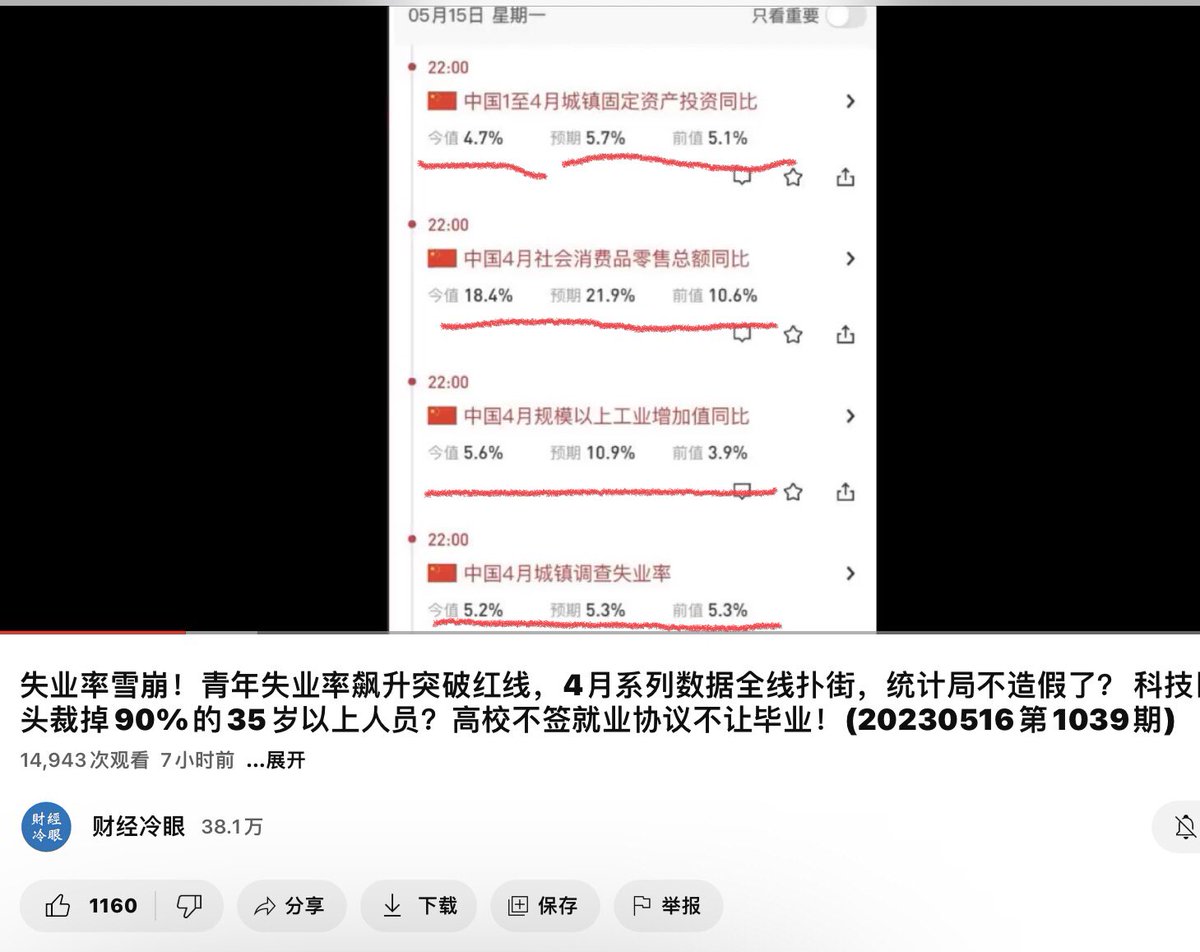 05月15日 星期一
只看重要
22:00
中国1至4月城镇固定资产投资同比
今值 4.7% 预期 5.7% 前值 5.1%
22:00
中国4月社会消费品零售总额同比
今值 18.4% 预期 21.9% 前值 10.6%
22:00
中国4月规模以上工业增加值同比
今值 5.6% 预期 10.9% 前值 3.9%
22:00
中国4月城镇调查失业率
今值 5.2% 预期 5.3% 前值 5.3%
失业率雪崩！青年失业率飙升突破红线，4月系列数据全线扑街，统计局不造假了？科技
头裁掉90%的35岁以上人员？高校不签就业协议不让毕业！(20230516第1039期)
14,943次观看 7小时前 ...展开
财经
冷眼
财经冷眼 38.1万
1160 分享 下载 保存 举报